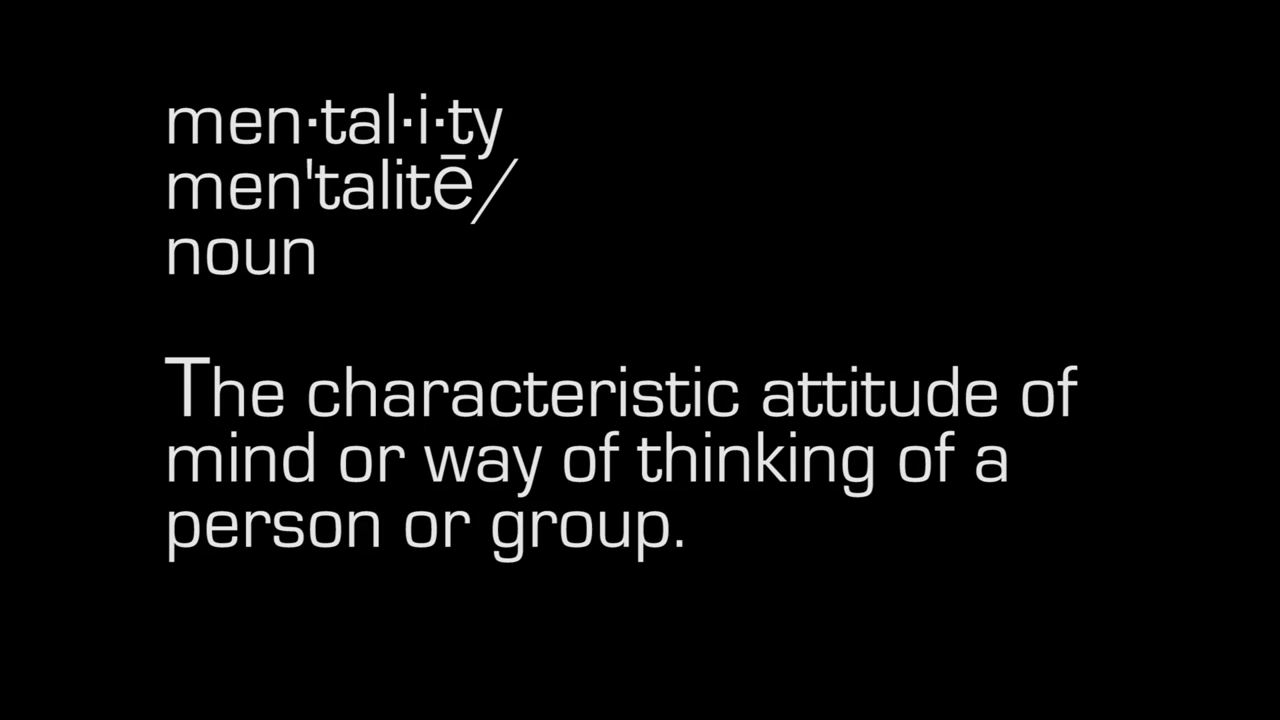 men·tal·i·ty
men'talitē/
noun
The characteristic attitude of
mind or way of thinking of a
person or group.